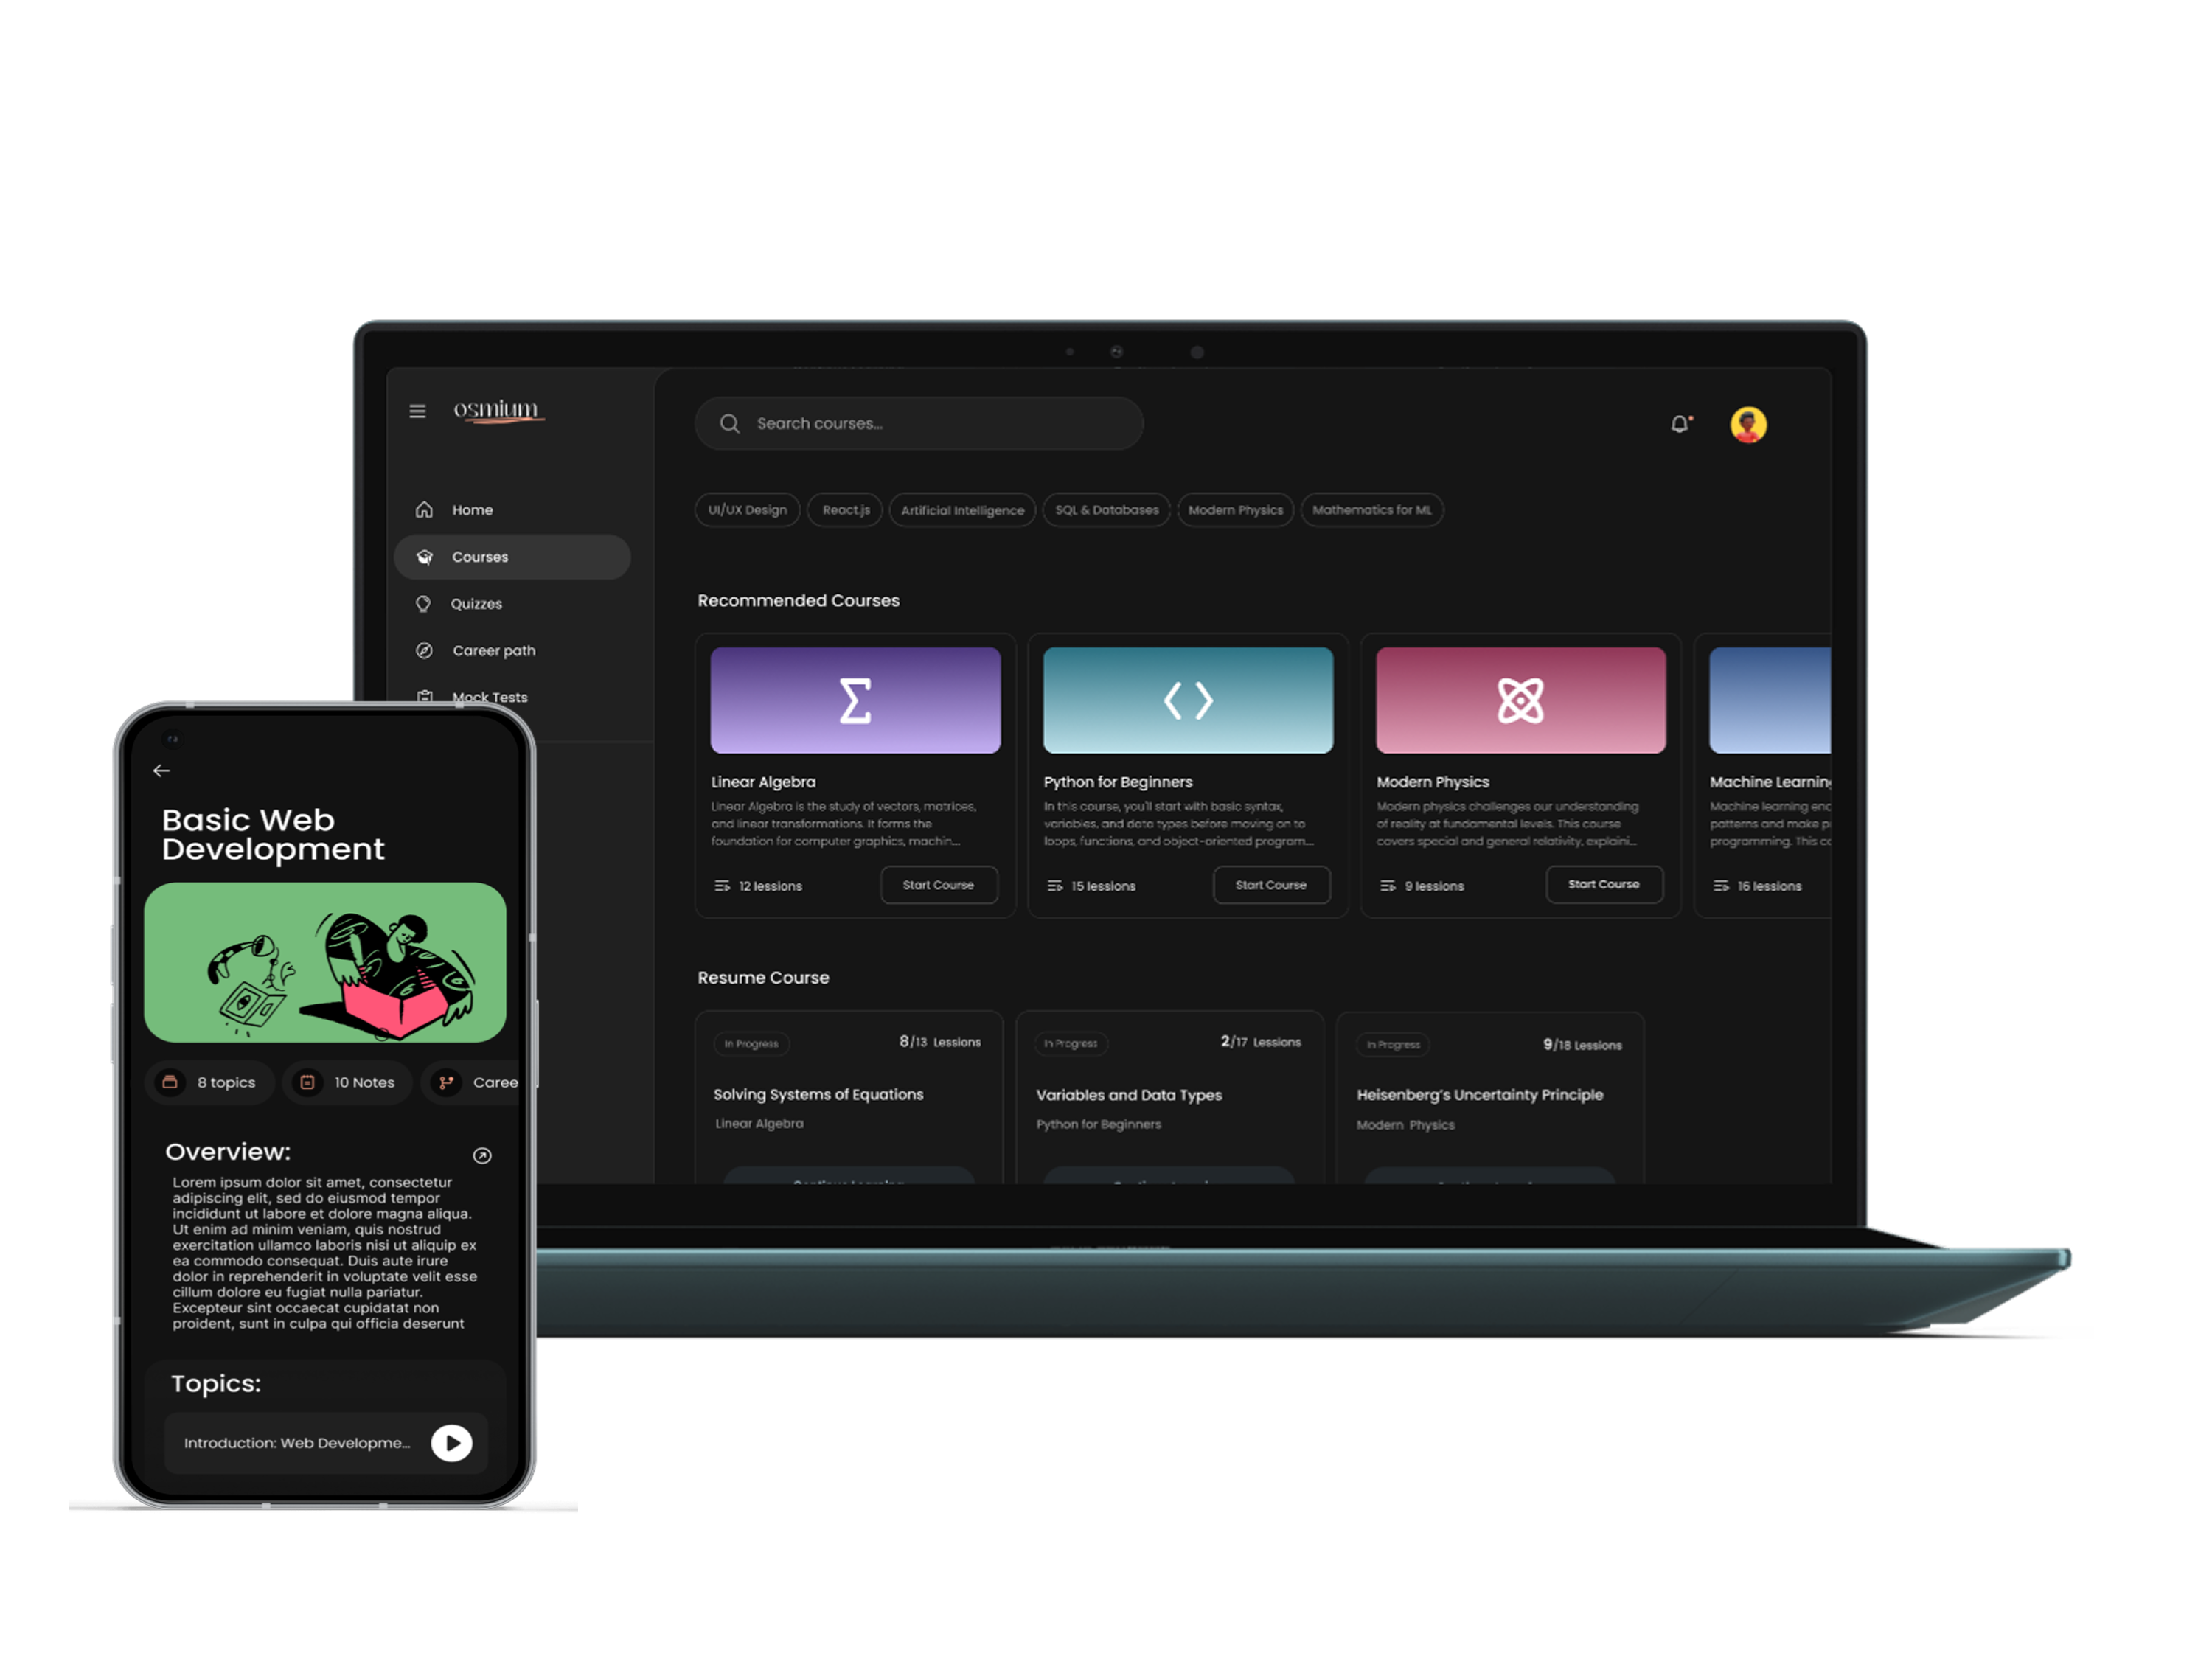 osmium
Search courses...
Home
Courses
Quizzes
Career path
Mock Tests
UI/UX Design
React.js
Artificial Intelligence
SQL & Databases
Modern Physics
Mathematics for ML
Recommended Courses
Linear Algebra
Linear Algebra is the study of vectors, matrices,
and linear transformations. It forms the
foundation for computer graphics, machin...
12 lessions
Start Course
Python for Beginners
In this course, you'll start with basic syntax,
variables, and data types before moving on to
loops, functions, and object-oriented program...
15 lessions
Start Course
Modern Physics
Modern physics challenges our understanding
of reality at fundamental levels. This course
covers special and general relativity, explaini...
9 lessions
Start Course
Machine Learning
Machine learning
patterns and make
programming. This
16 lessions
Resume Course
In Progress
8/13 Lessions
Solving Systems of Equations
Linear Algebra
Continue Learning
In Progress
2/17 Lessions
Variables and Data Types
Python for Beginners
In Progress
9/18 Lessions
Heisenberg's Uncertainty Principle
Modern Physics
Basic Web
Development
8 topics
10 Notes
Caree
Overview:
Lorem ipsum dolor sit amet, consectetur
adipiscing elit, sed do eiusmod tempor
incididunt ut labore et dolore magna aliqua.
Ut enim ad minim veniam, quis nostrud
exercitation ullamco laboris nisi ut aliquip ex
ea commodo consequat. Duis aute irure
dolor in reprehenderit in voluptate velit esse
cillum dolore eu fugiat nulla pariatur.
Excepteur sint occaecat cupidatat non
proident, sunt in culpa qui officia deserunt
Topics:
Introduction: Web Developme...